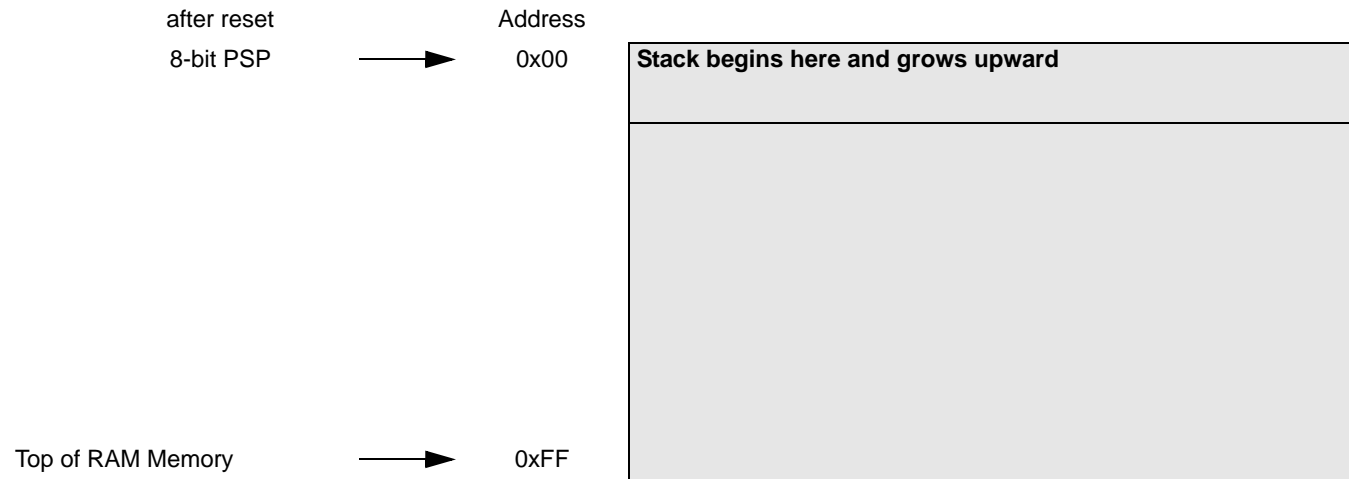 after reset Address
8-bit PSP 0x00 Stack begins here and grows upward
Top of RAM Memory 0xFF